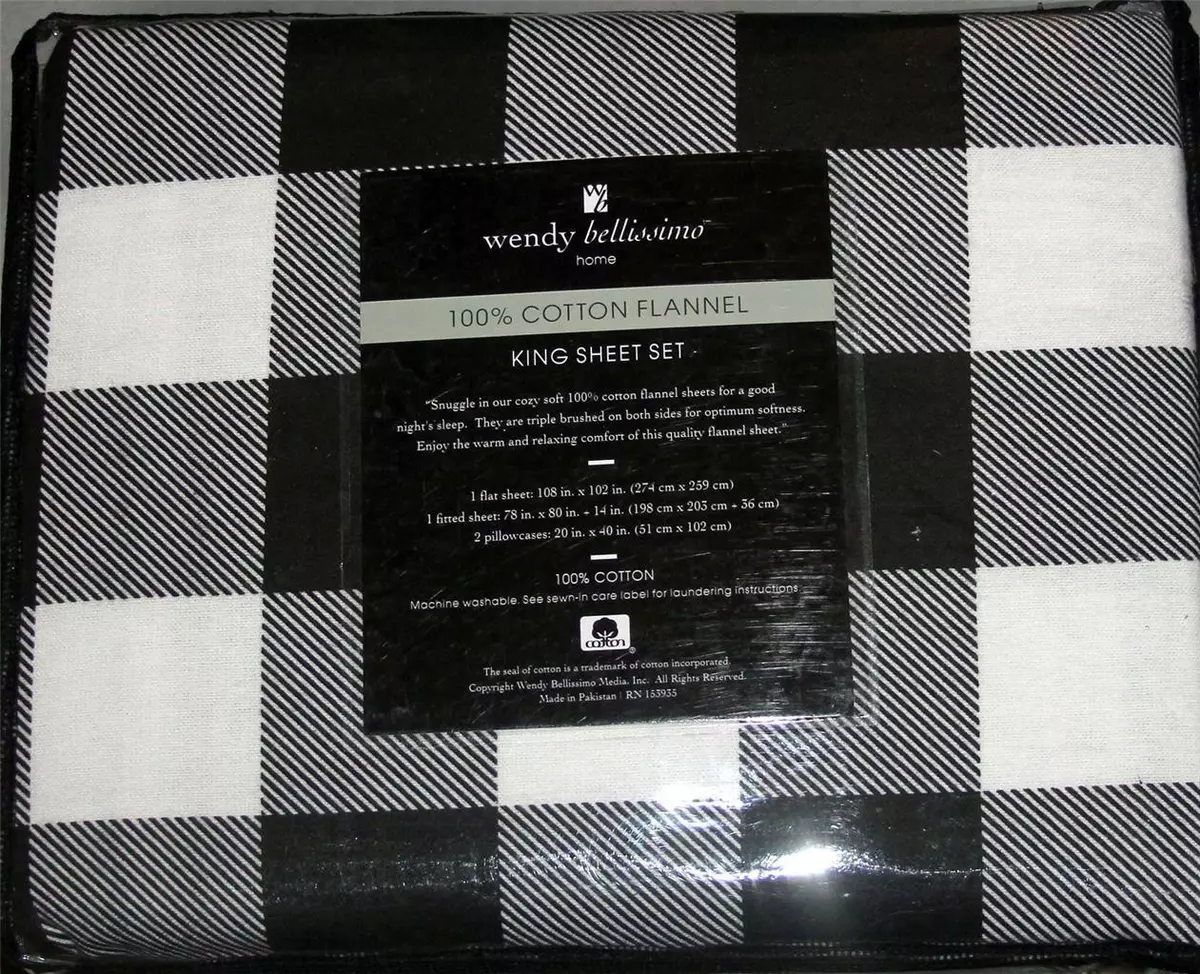 wb
wendy bellissimo™
home
100% COTTON FLANNEL
KING SHEET SET
"Snuggle in our cozy soft 100% cotton flannel sheets for a good
night's sleep. They are triple brushed on both sides for optimum softness.
Enjoy the warm and relaxing comfort of this quality flannel sheet."
1 flat sheet: 108 in. x 102 in. (274 cm x 259 cm)
1 fitted sheet: 78 in. x 80 in. + 14 in. (198 cm x 203 cm + 36 cm)
2 pillowcases: 20 in. x 40 in. (51 cm x 102 cm)
100% COTTON
Machine washable. See sewn-in care label for laundering instructions.
cotton®
The seal of cotton is a trademark of cotton incorporated.
Copyright Wendy Bellissimo Media, Inc. All Rights Reserved.
Made in Pakistan | RN 153935